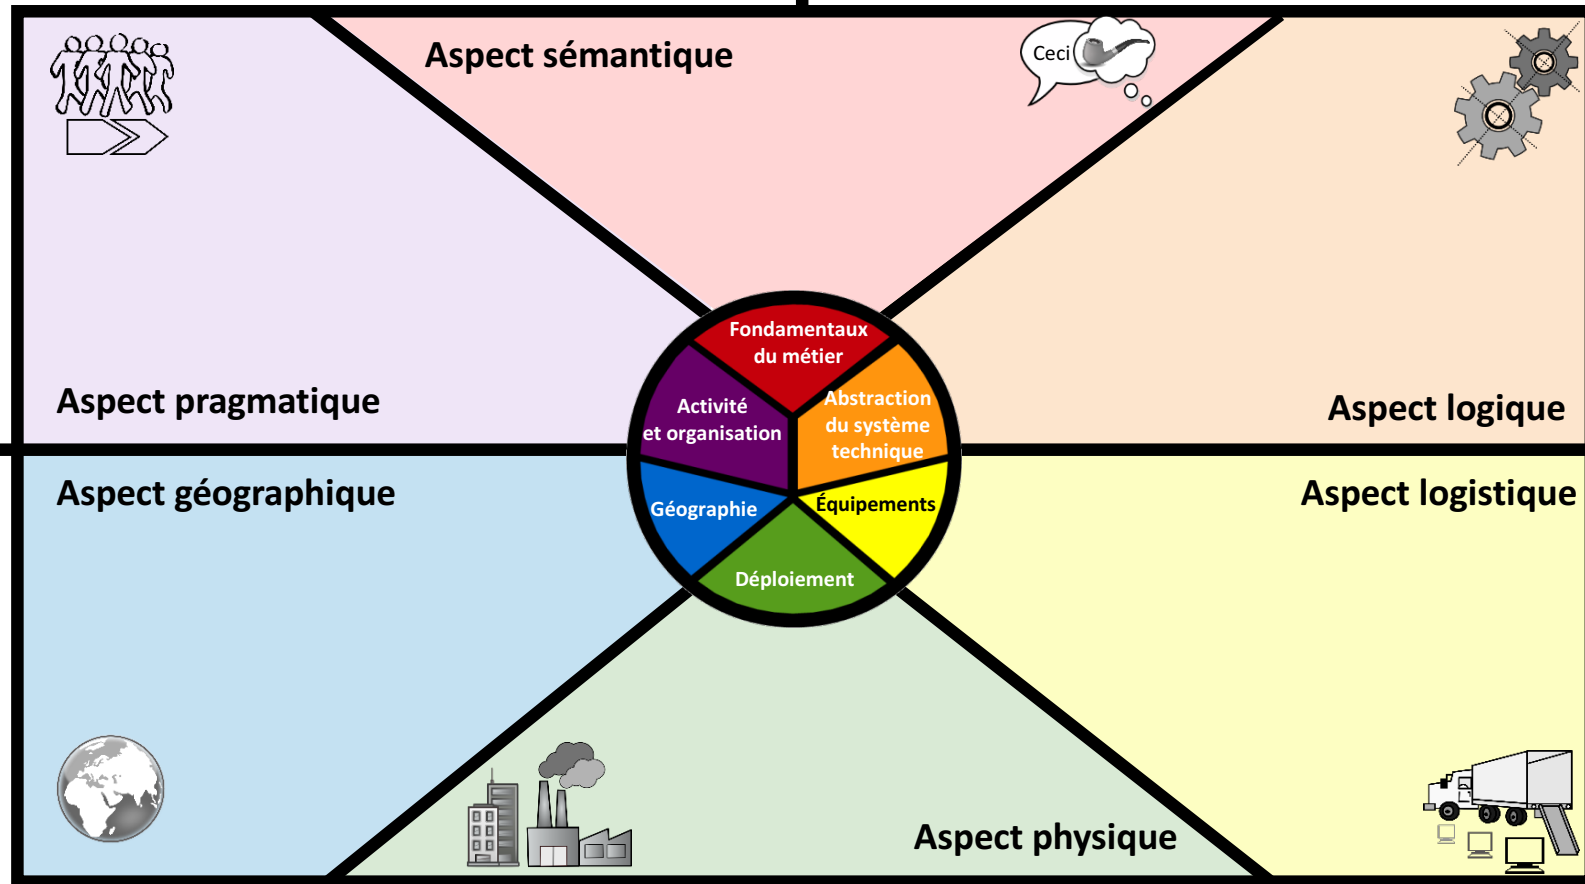 Aspect sémantique
Ceci
Aspect pragmatique
Aspect logique
Fondamentaux
du métier
Activité
et organisation
Abstraction
du système
technique
Géographie
Équipements
Déploiement
Aspect géographique
Aspect logistique
Aspect physique